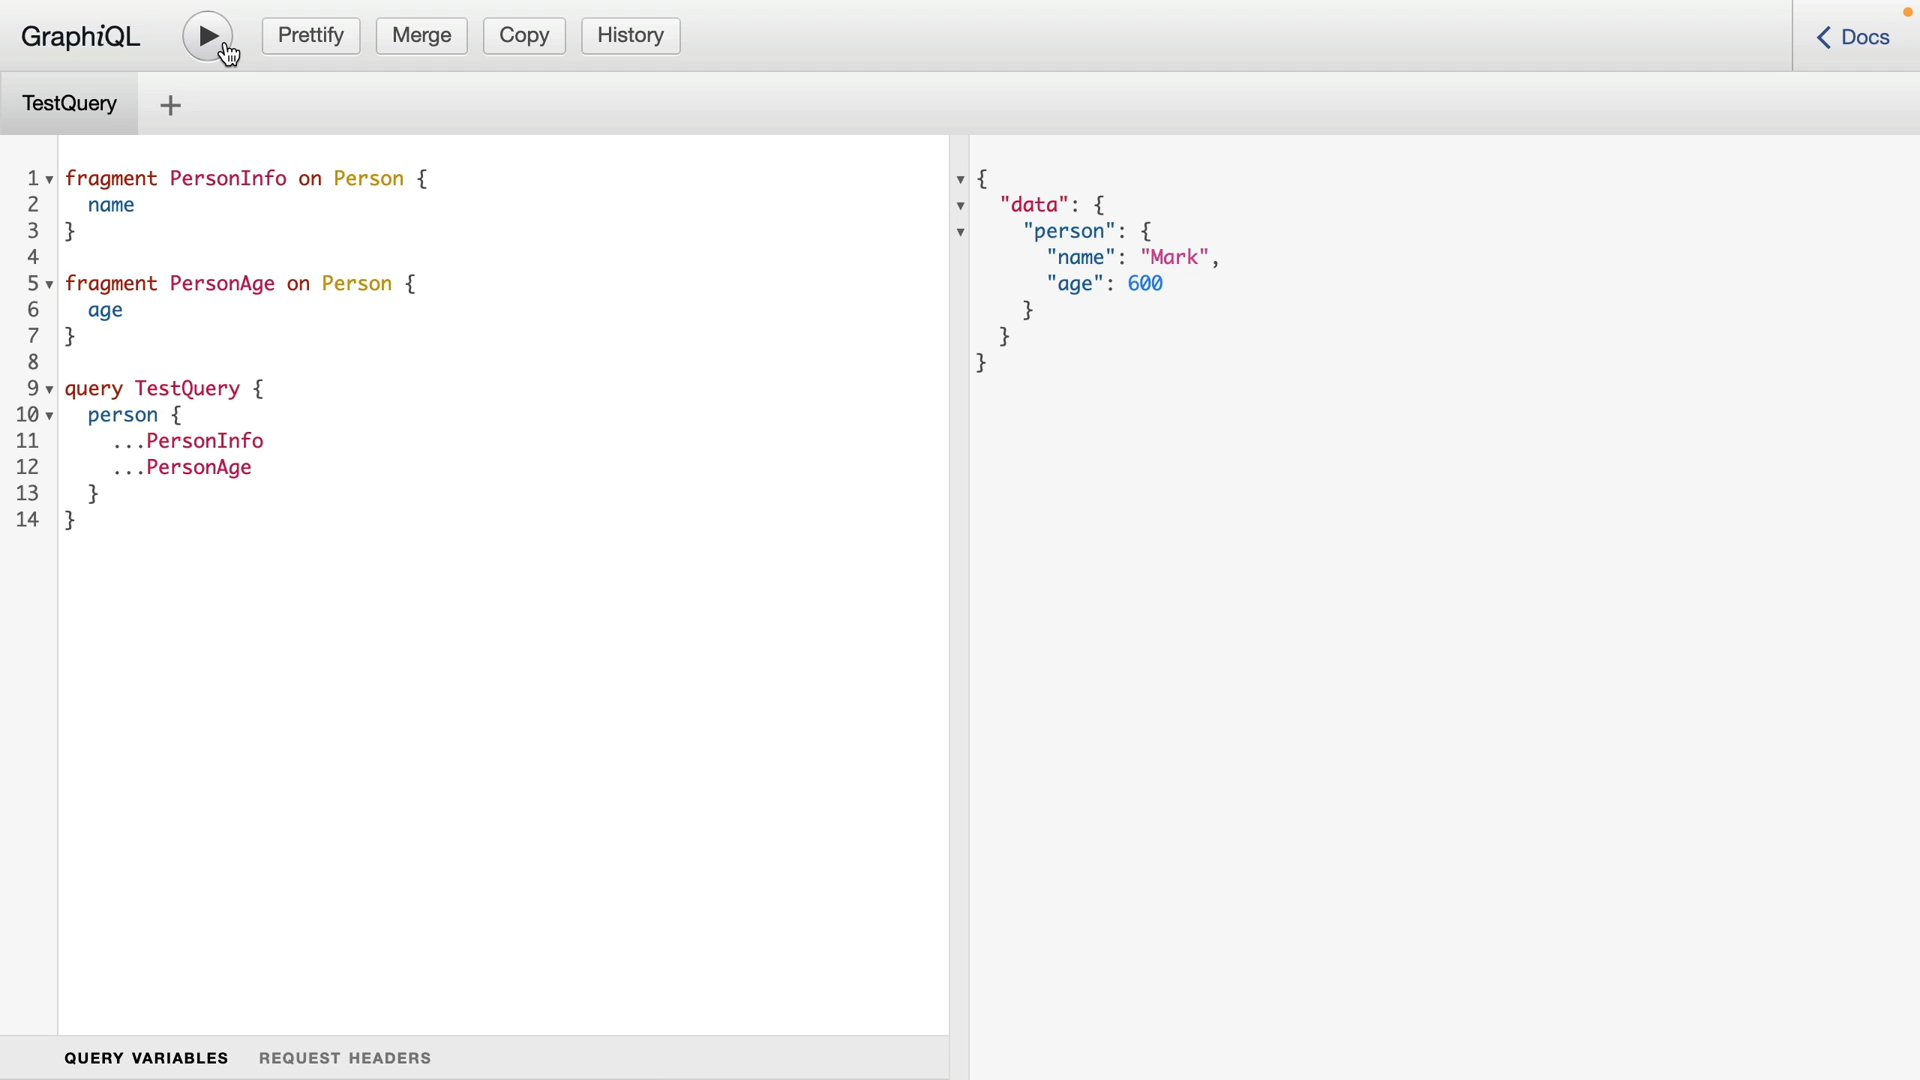 GraphiQL
Prettify
Merge
Copy
History
Docs
TestQuery
+
1 fragment PersonInfo on Person {
2   name
3 }
4
5 fragment PersonAge on Person {
6   age
7 }
8
9 query TestQuery {
10   person {
11     ...PersonInfo
12     ...PersonAge
13   }
14 }
{
  "data": {
    "person": {
      "name": "Mark",
      "age": 600
    }
  }
}
QUERY VARIABLES
REQUEST HEADERS